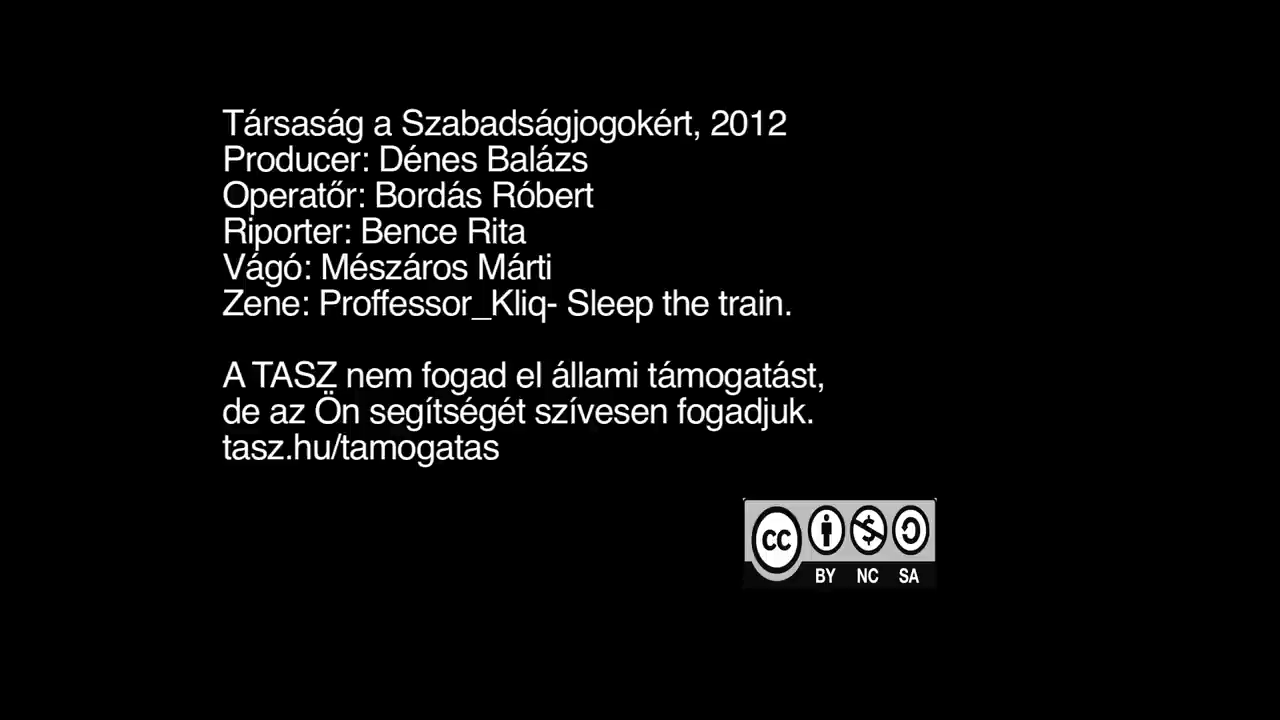 Társaság a Szabadságjogokért, 2012
Producer: Dénes Balázs
Operatőr: Bordás Róbert
Riporter: Bence Rita
Vágó: Mészáros Márti
Zene: Proffessor_Kliq- Sleep the train.
A TASZ nem fogad el állami támogatást,
de az Ön segítségét szívesen fogadjuk.
tasz.hu/tamogatas
CC
BY NC SA